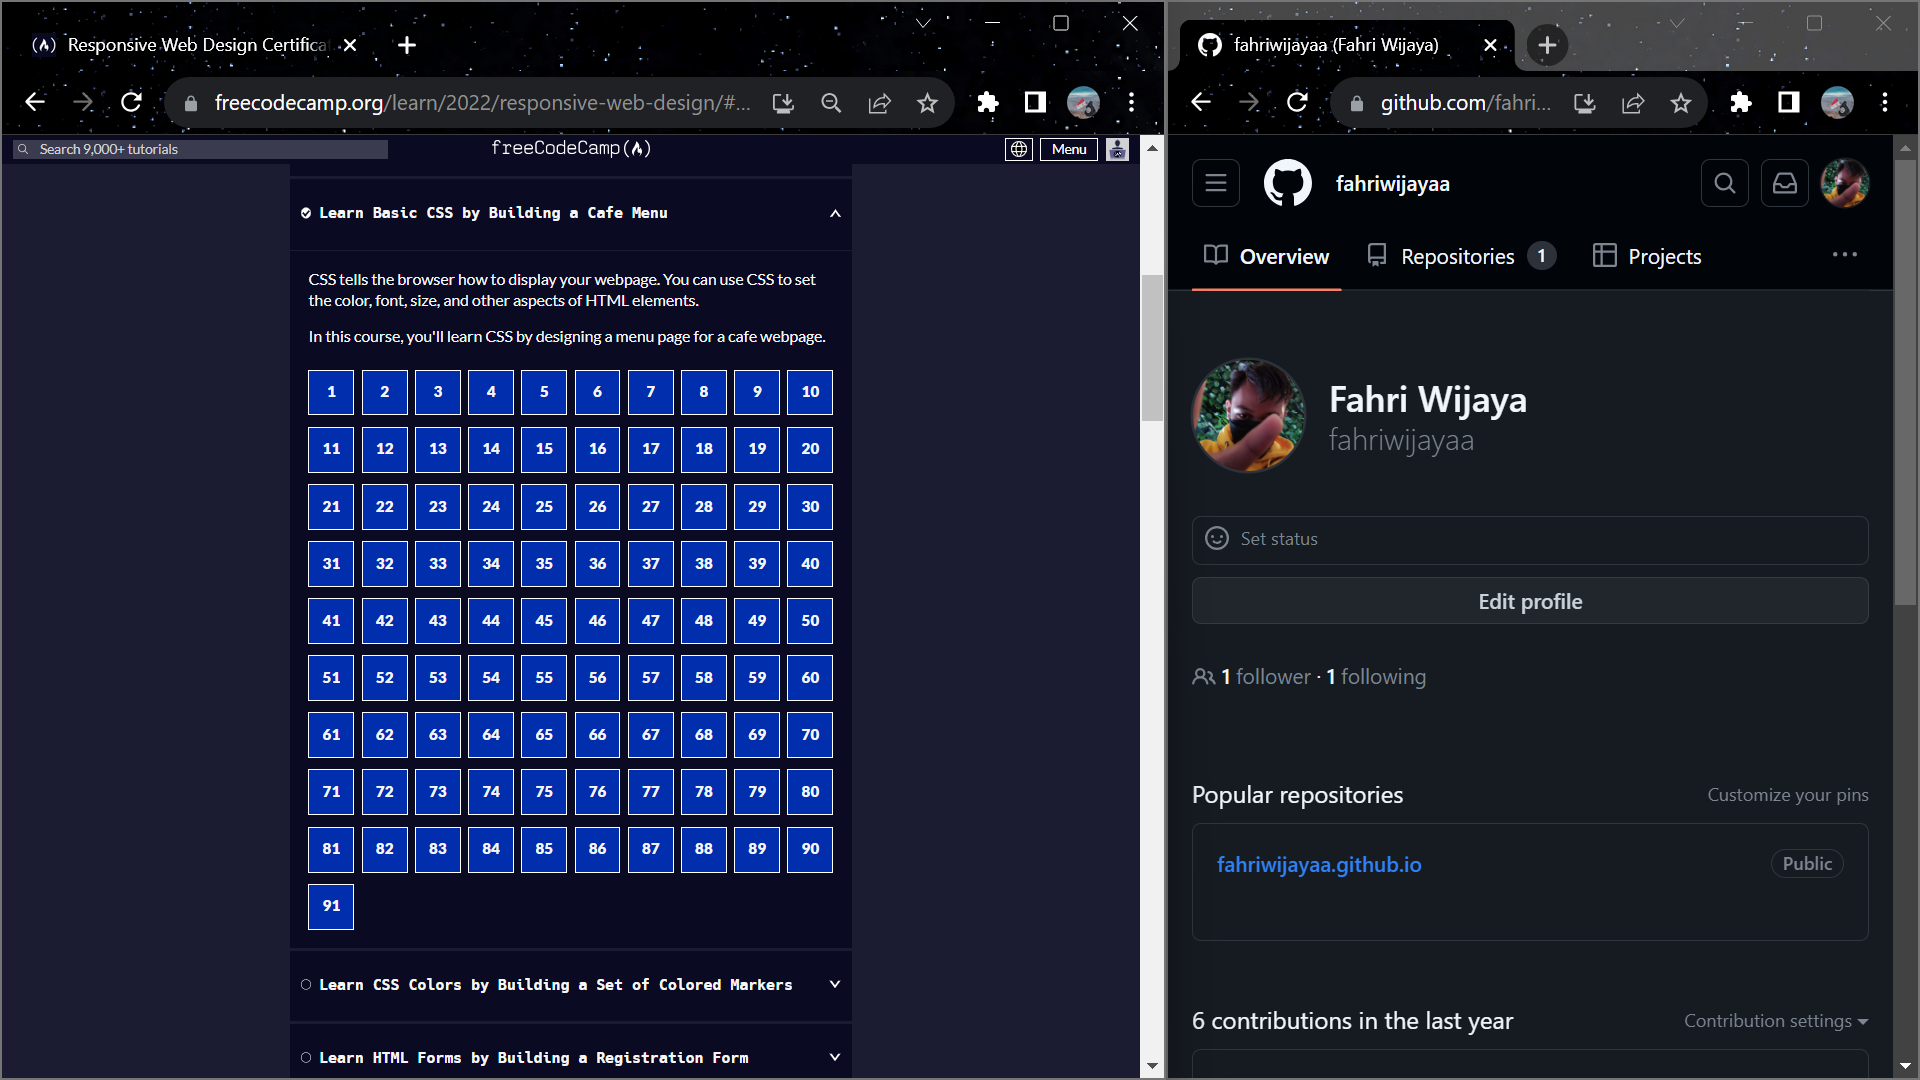 Responsive Web Design Certifica
freecodecamp.org/learn/2022/responsive-web-design/#...
Search 9,000+ tutorials
freeCodeCamp
Menu
Learn Basic CSS by Building a Cafe Menu
CSS tells the browser how to display your webpage. You can use CSS to set
the color, font, size, and other aspects of HTML elements.
In this course, you'll learn CSS by designing a menu page for a cafe webpage.
1 2 3 4 5 6 7 8 9 10
11 12 13 14 15 16 17 18 19 20
21 22 23 24 25 26 27 28 29 30
31 32 33 34 35 36 37 38 39 40
41 42 43 44 45 46 47 48 49 50
51 52 53 54 55 56 57 58 59 60
61 62 63 64 65 66 67 68 69 70
71 72 73 74 75 76 77 78 79 80
81 82 83 84 85 86 87 88 89 90
91
Learn CSS Colors by Building a Set of Colored Markers
Learn HTML Forms by Building a Registration Form
fahriwijayaa (Fahri Wijaya)
github.com/fahri...
fahriwijayaa
Overview
Repositories 1
Projects
Fahri Wijaya
fahriwijayaa
Set status
Edit profile
1 follower · 1 following
Popular repositories
Customize your pins
fahriwijayaa.github.io
Public
6 contributions in the last year
Contribution settings